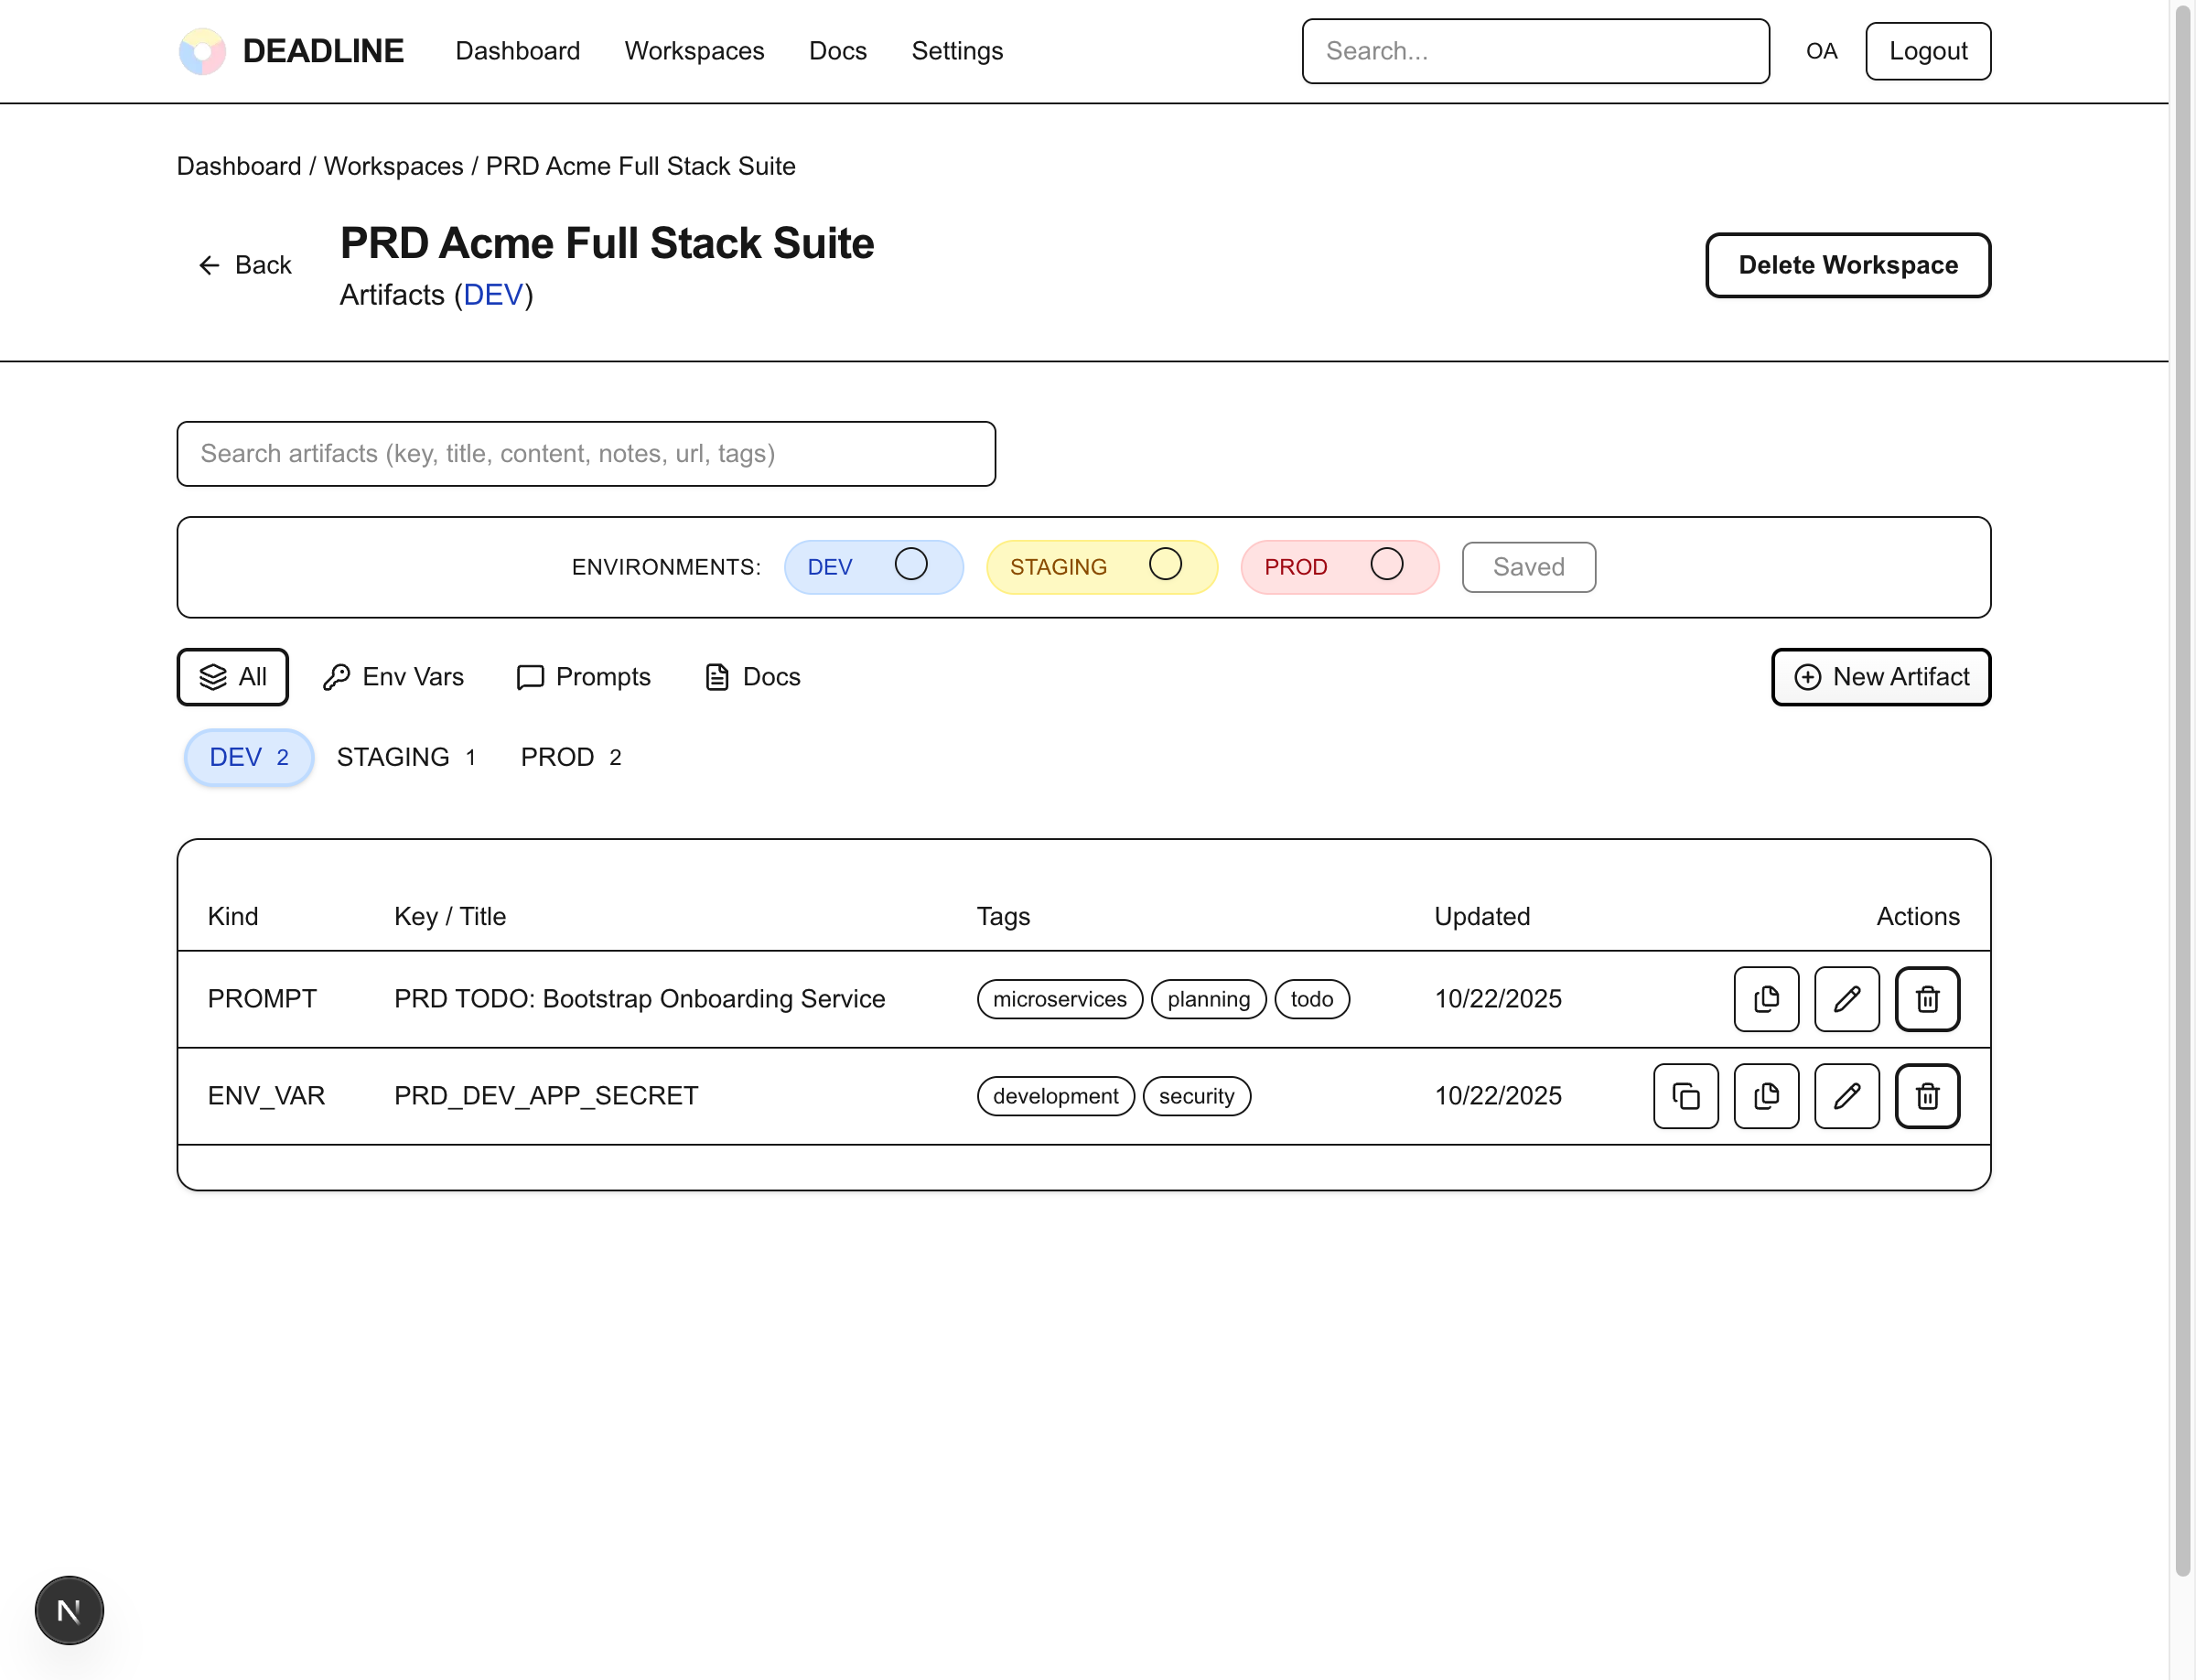 DEADLINE Dashboard Workspaces Docs Settings Search... OA Logout
Dashboard / Workspaces / PRD Acme Full Stack Suite
Back
PRD Acme Full Stack Suite
Artifacts (DEV)
Delete Workspace
Search artifacts (key, title, content, notes, url, tags)
ENVIRONMENTS: DEV STAGING PROD Saved
All Env Vars Prompts Docs New Artifact
DEV 2 STAGING 1 PROD 2
Kind Key / Title Tags Updated Actions
PROMPT PRD TODO: Bootstrap Onboarding Service microservices planning todo 10/22/2025
ENV_VAR PRD_DEV_APP_SECRET development security 10/22/2025
N